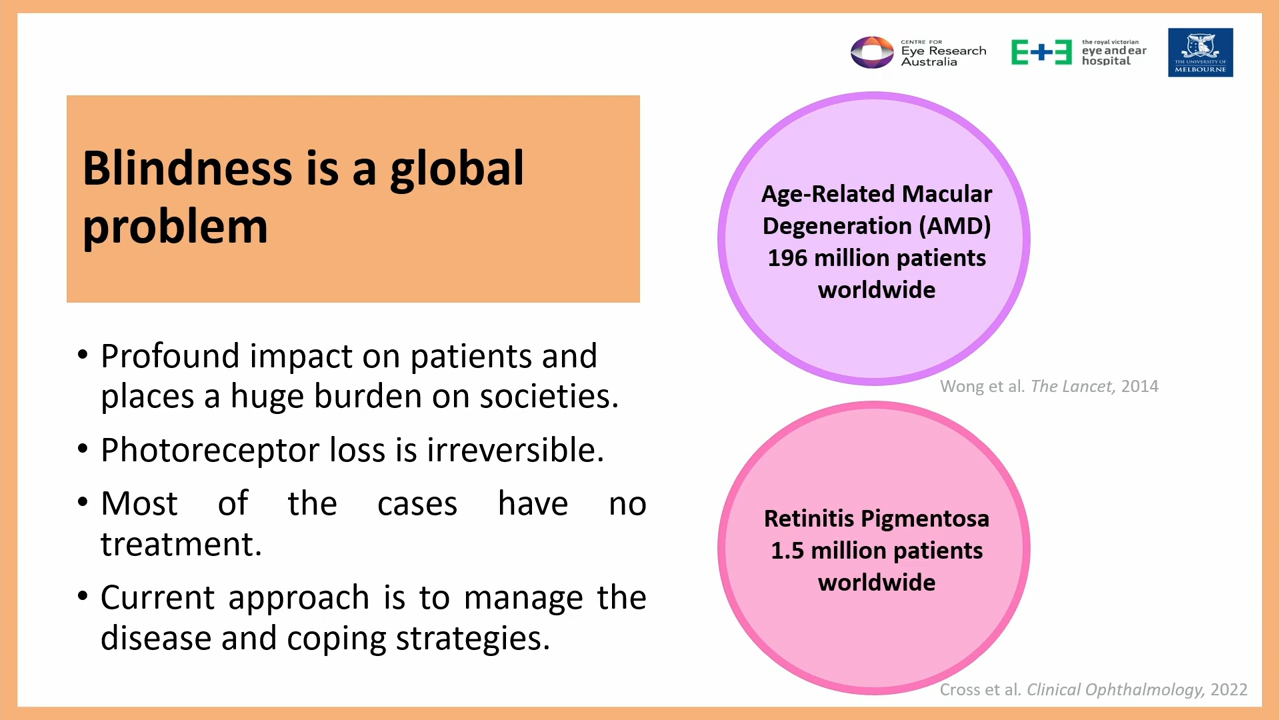 CENTRE FOR
Eye Research
Australia
E+E
the royal victorian
eye and ear
hospital
THE UNIVERSITY OF
MELBOURNE
Blindness is a global
problem
• Profound impact on patients and
places a huge burden on societies.
• Photoreceptor loss is irreversible.
• Most of the cases have no
treatment.
• Current approach is to manage the
disease and coping strategies.
Age-Related Macular
Degeneration (AMD)
196 million patients
worldwide
Wong et al. The Lancet, 2014
Retinitis Pigmentosa
1.5 million patients
worldwide
Cross et al. Clinical Ophthalmology, 2022